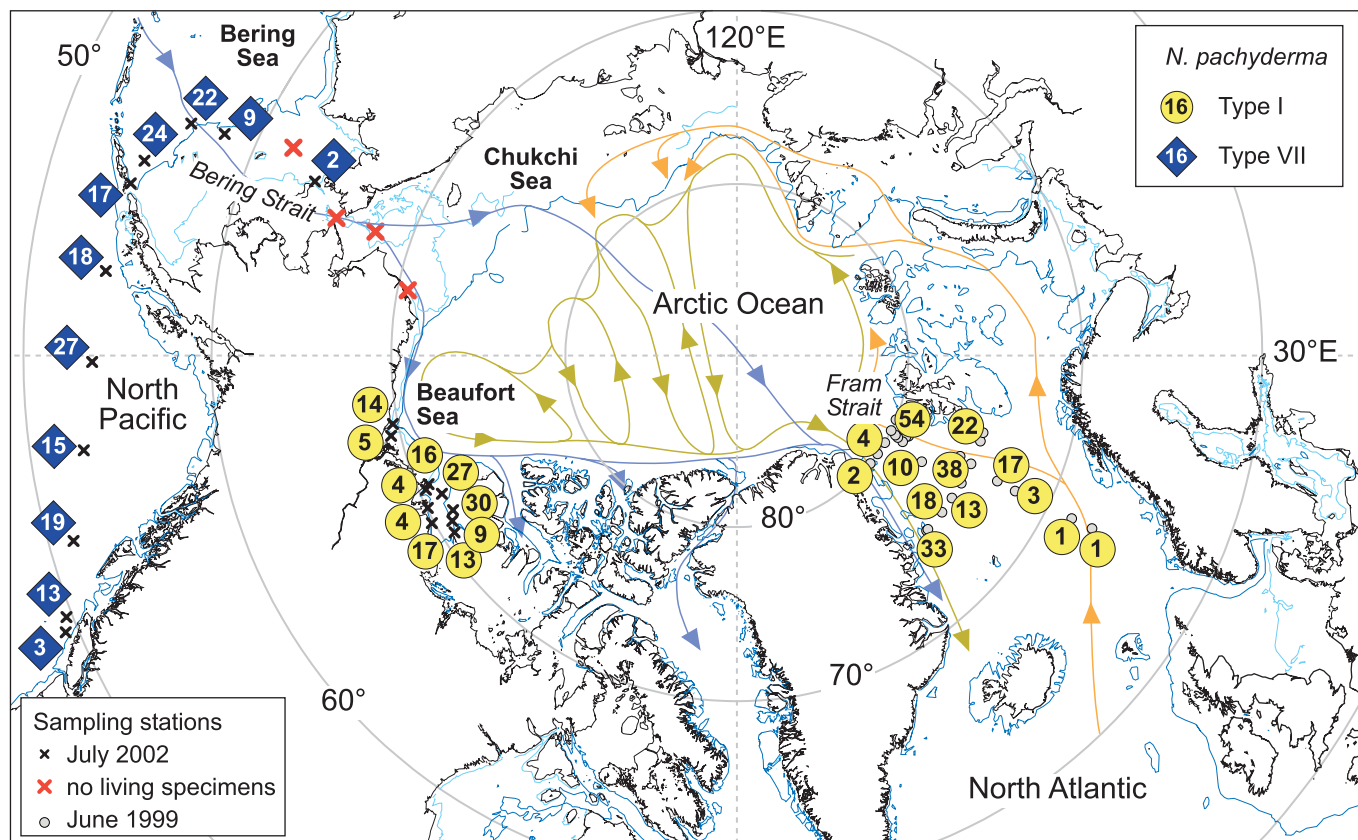 50°
Bering
Sea
120°E
N. pachyderma
16 Type I
16 Type VII
22
9
24
2
17
Bering Strait
Chukchi
Sea
18
27
North
Pacific
Arctic Ocean
30°E
Beaufort
Sea
Fram
Strait
14
5
16
4
27
30
4
9
17
13
54
4
22
2
10
38
17
3
18
13
33
1
1
15
19
13
3
80°
70°
60°
North Atlantic
Sampling stations
July 2002
no living specimens
June 1999